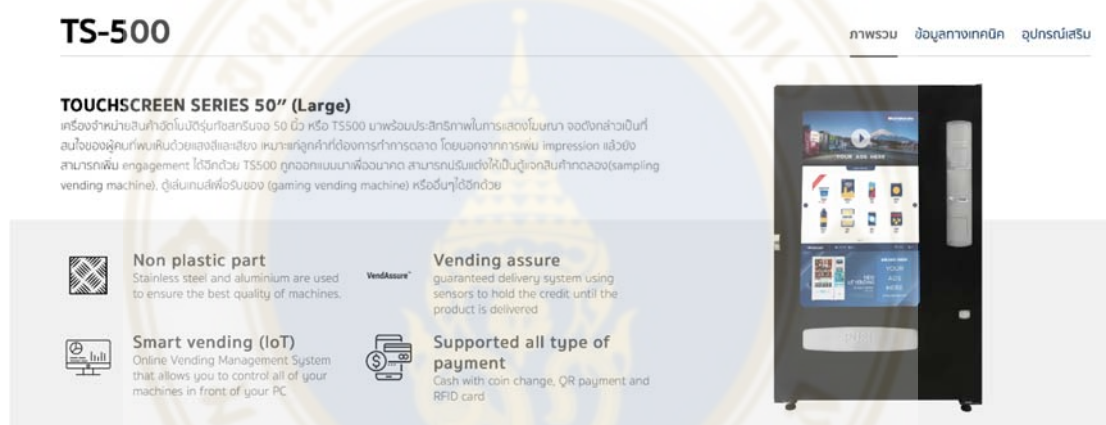 TS-500
ภาพรวม ข้อมูลทางเทคนิค อุปกรณ์เสริม
TOUCHSCREEN SERIES 50” (Large)
เครื่องจำหน่ายสินค้าอัตโนมัติรุ่นทัชสกรีนจอ 50 นิ้ว หรือ TS500 มาพร้อมประสิทธิภาพในการแสดงโฆษณา จอดังกล่าวเป็นที่
สนใจของผู้คนที่พบเห็นด้วยแสงสีและเสียง เหมาะแก่ลูกค้าที่ต้องการทำการตลาด โดยนอกจากการเพิ่ม impression แล้วยัง
สามารถเพิ่ม engagement ได้อีกด้วย TS500 ถูกออกแบบมาเพื่ออนาคต สามารถปรับแต่งให้เป็นตู้แจกสินค้าทดลอง(sampling
vending machine), ตู้เล่นเกมส์เพื่อรับของ (gaming vending machine) หรืออื่นๆได้อีกด้วย
Non plastic part
Stainless steel and aluminium are used
to ensure the best quality of machines.
VendAssure™
Vending assure
guaranteed delivery system using
sensors to hold the credit until the
product is delivered
Smart vending (IoT)
Online Vending Management System
that allows you to control all of your
machines in front of your PC
Supported all type of
payment
Cash with coin change, QR payment and
RFID card
YOUR ADS HERE
YOUR
ADS
HERE